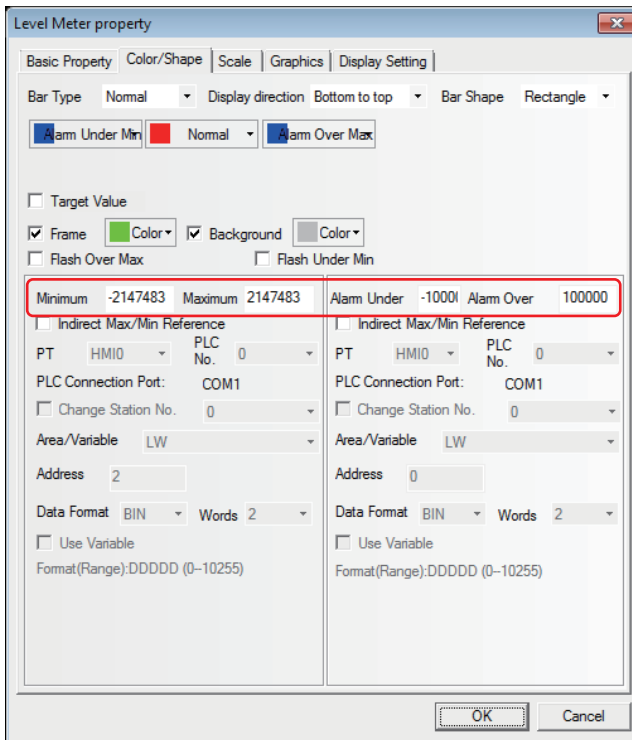 Level Meter property
Basic Property Color/Shape Scale Graphics Display Setting
Bar Type Normal Display direction Bottom to top Bar Shape Rectangle
Alarm Under Min Normal Alarm Over Max
Target Value
Frame Color Background Color
Flash Over Max Flash Under Min
Minimum -2147483 Maximum 2147483 Alarm Under -1000 Alarm Over 100000
Indirect Max/Min Reference Indirect Max/Min Reference
PT HMI0 PLC No. 0 PT HMI0 PLC No. 0
PLC Connection Port: COM1 PLC Connection Port: COM1
Change Station No. 0 Change Station No. 0
Area/Variable LW Area/Variable LW
Address 2 Address 0
Data Format BIN Words 2 Data Format BIN Words 2
Use Variable Use Variable
Format(Range):DDDDD (0--10255) Format(Range):DDDDD (0--10255)
OK Cancel